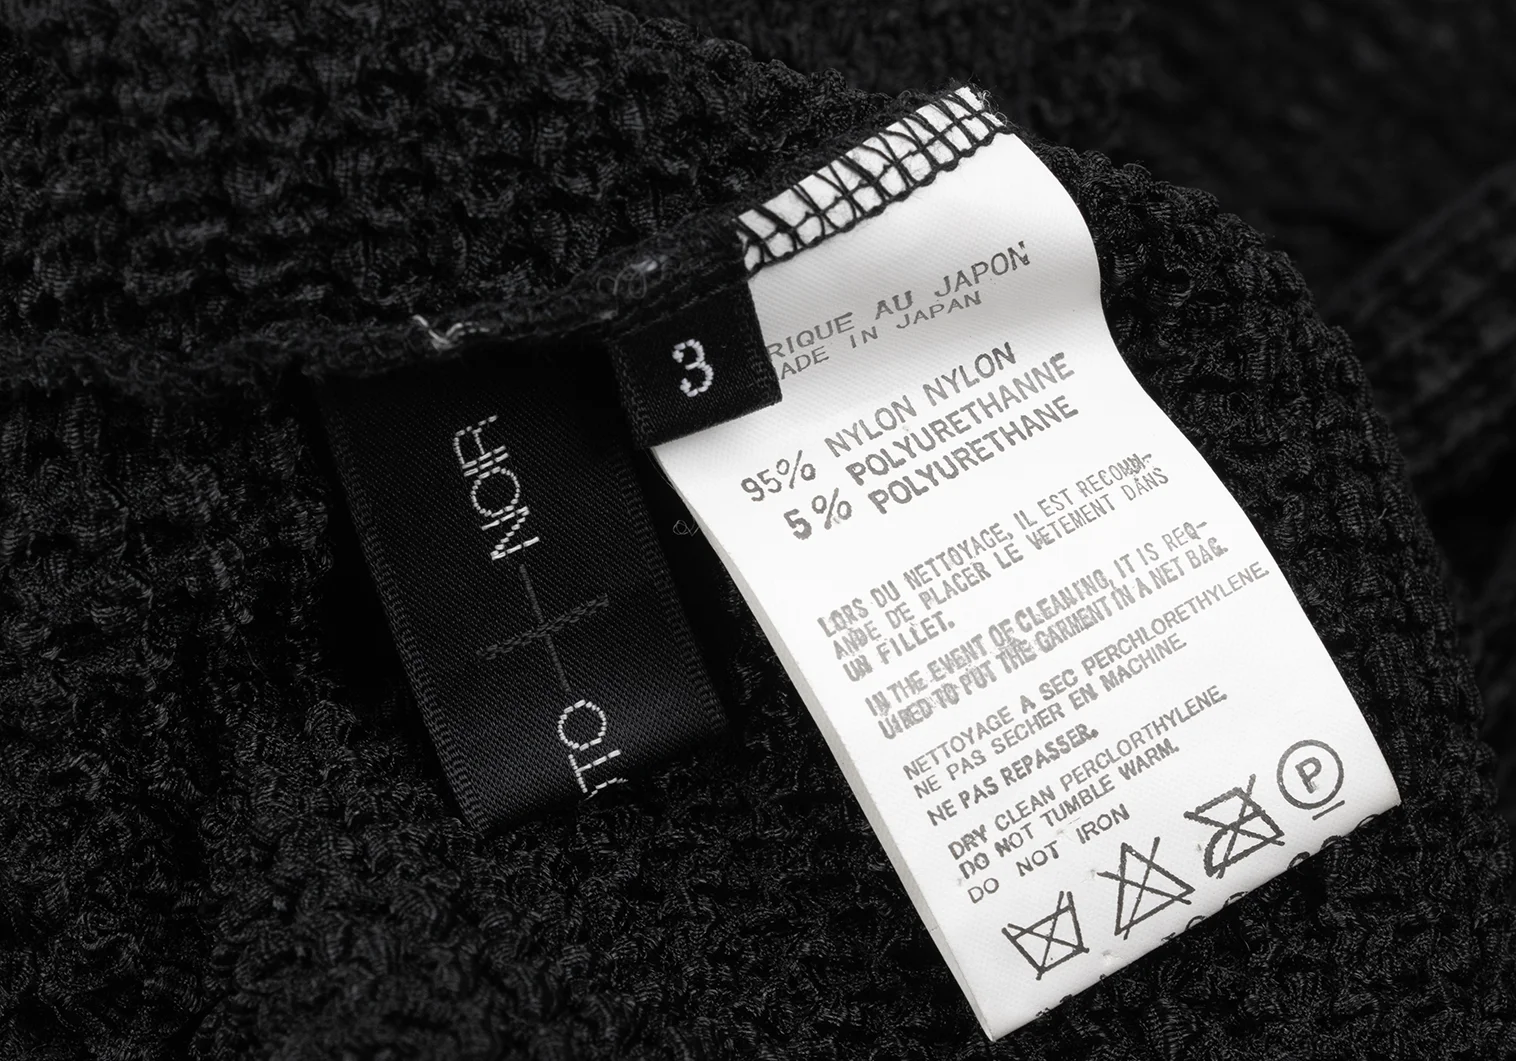 NOIR
TO
3
RIQUE AU JAPON
ADE IN JAPAN
95% NYLON NYLON
5% POLYURETHANNE
POLYURETHANE
LORS DU NETTOYAGE, IL EST RECOMM-
ANDE DE PLACER LE VETEMENT DANS
UN FILLET.
IN THE EVENT OF CLEANING, IT IS REQ-
UIRED TO PUT THE GARMENT IN A NET BAG.
NETTOYAGE A SEC PERCHLORETHYLENE.
NE PAS SECHER EN MACHINE
NE PAS REPASSER.
DRY CLEAN PERCLORTHYLENE.
DO NOT TUMBLE WARM.
DO NOT IRON
P